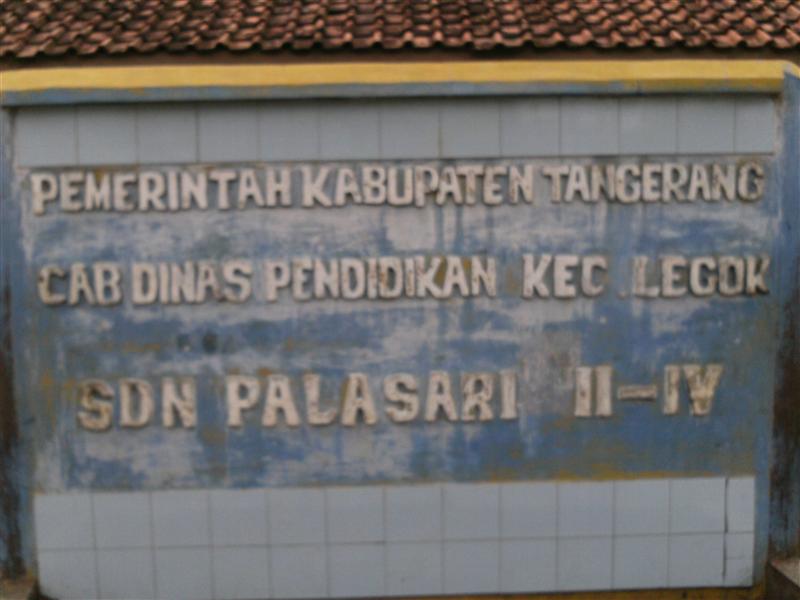 PEMERINTAH KABUPATEN TANGERANG
CAB DINAS PENDIDIKAN KEC .LEGOK
SDN PALASARI II-IV